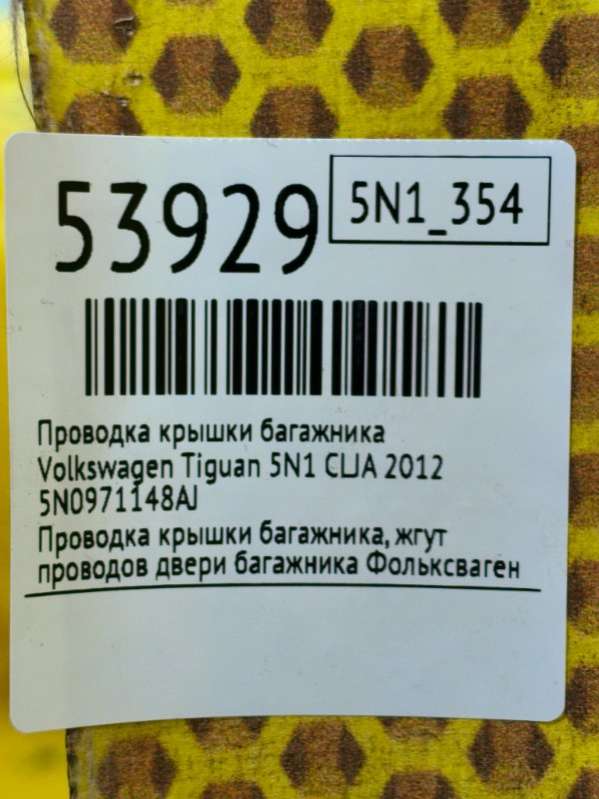 53929
5N1_354
Проводка крышки багажника
Volkswagen Tiguan 5N1 CLJA 2012
5N0971148AJ
Проводка крышки багажника, жгут
проводов двери багажника Фольксваген